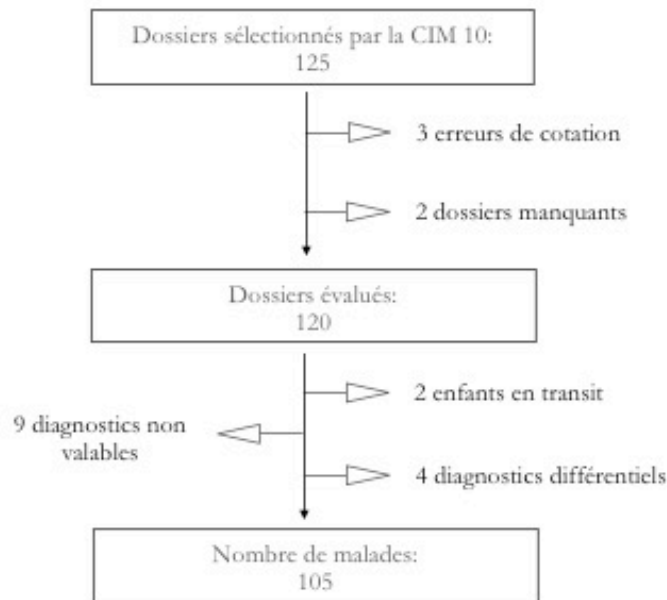 Dossiers sélectionnés par la CIM 10:
125
3 erreurs de cotation
2 dossiers manquants
Dossiers évalués:
120
2 enfants en transit
9 diagnostics non
valables
4 diagnostics différentiels
Nombre de malades:
105